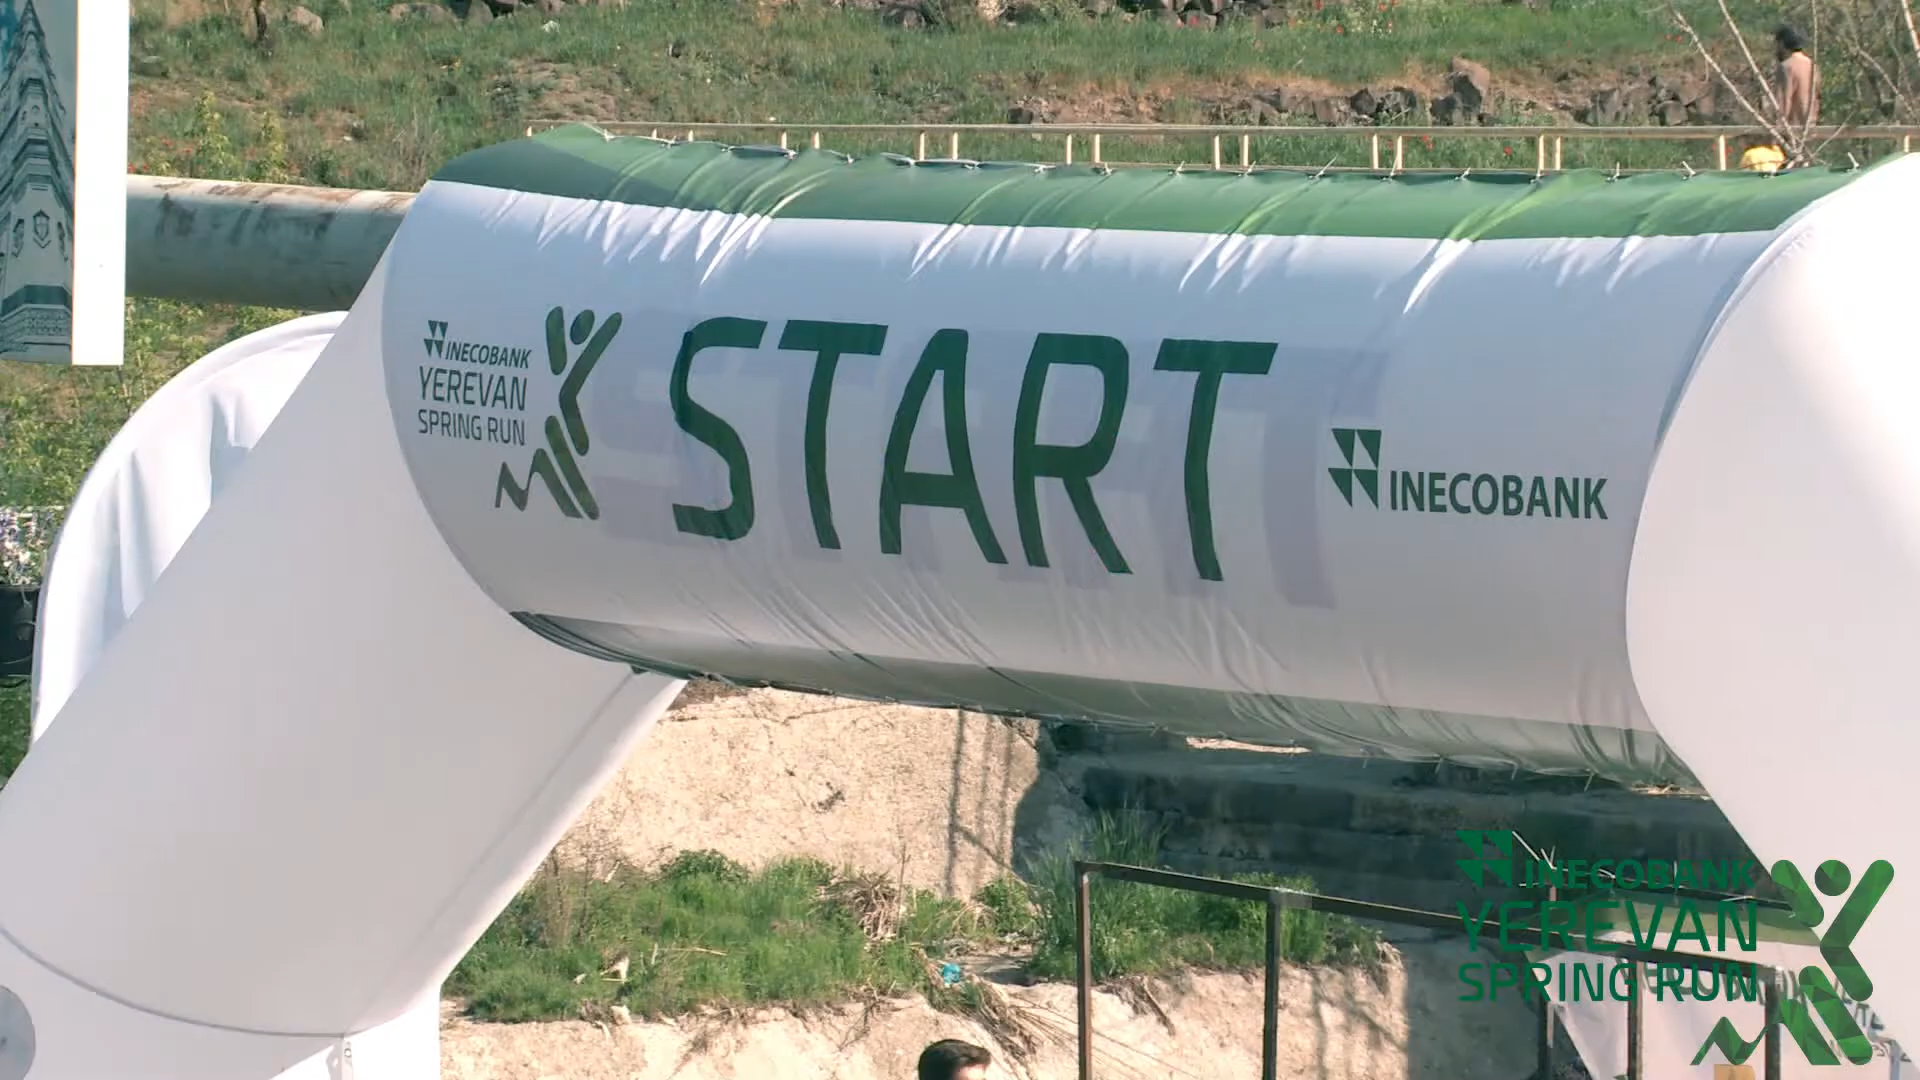 INECOBANK
YEREVAN
SPRING RUN
START
INECOBANK
INECOBANK
YEREVAN
SPRING RUN